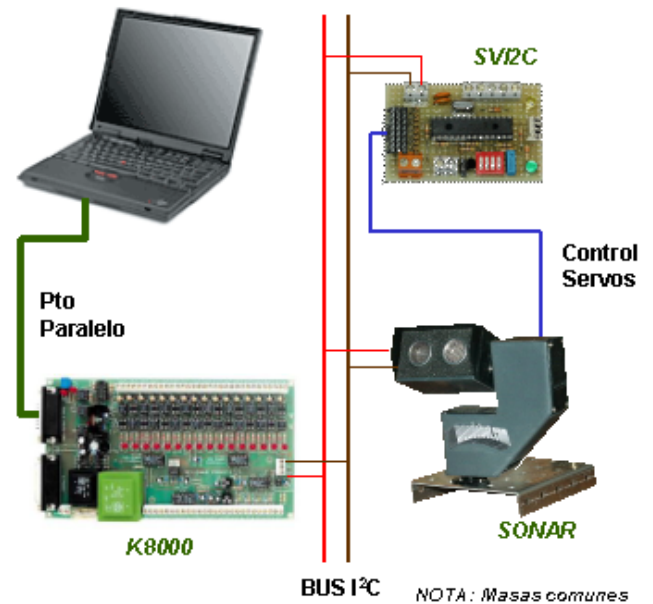 SVI2C
Control
Servos
Pto
Paralelo
K8000
SONAR
BUS I²C
NOTA: Masas comunes